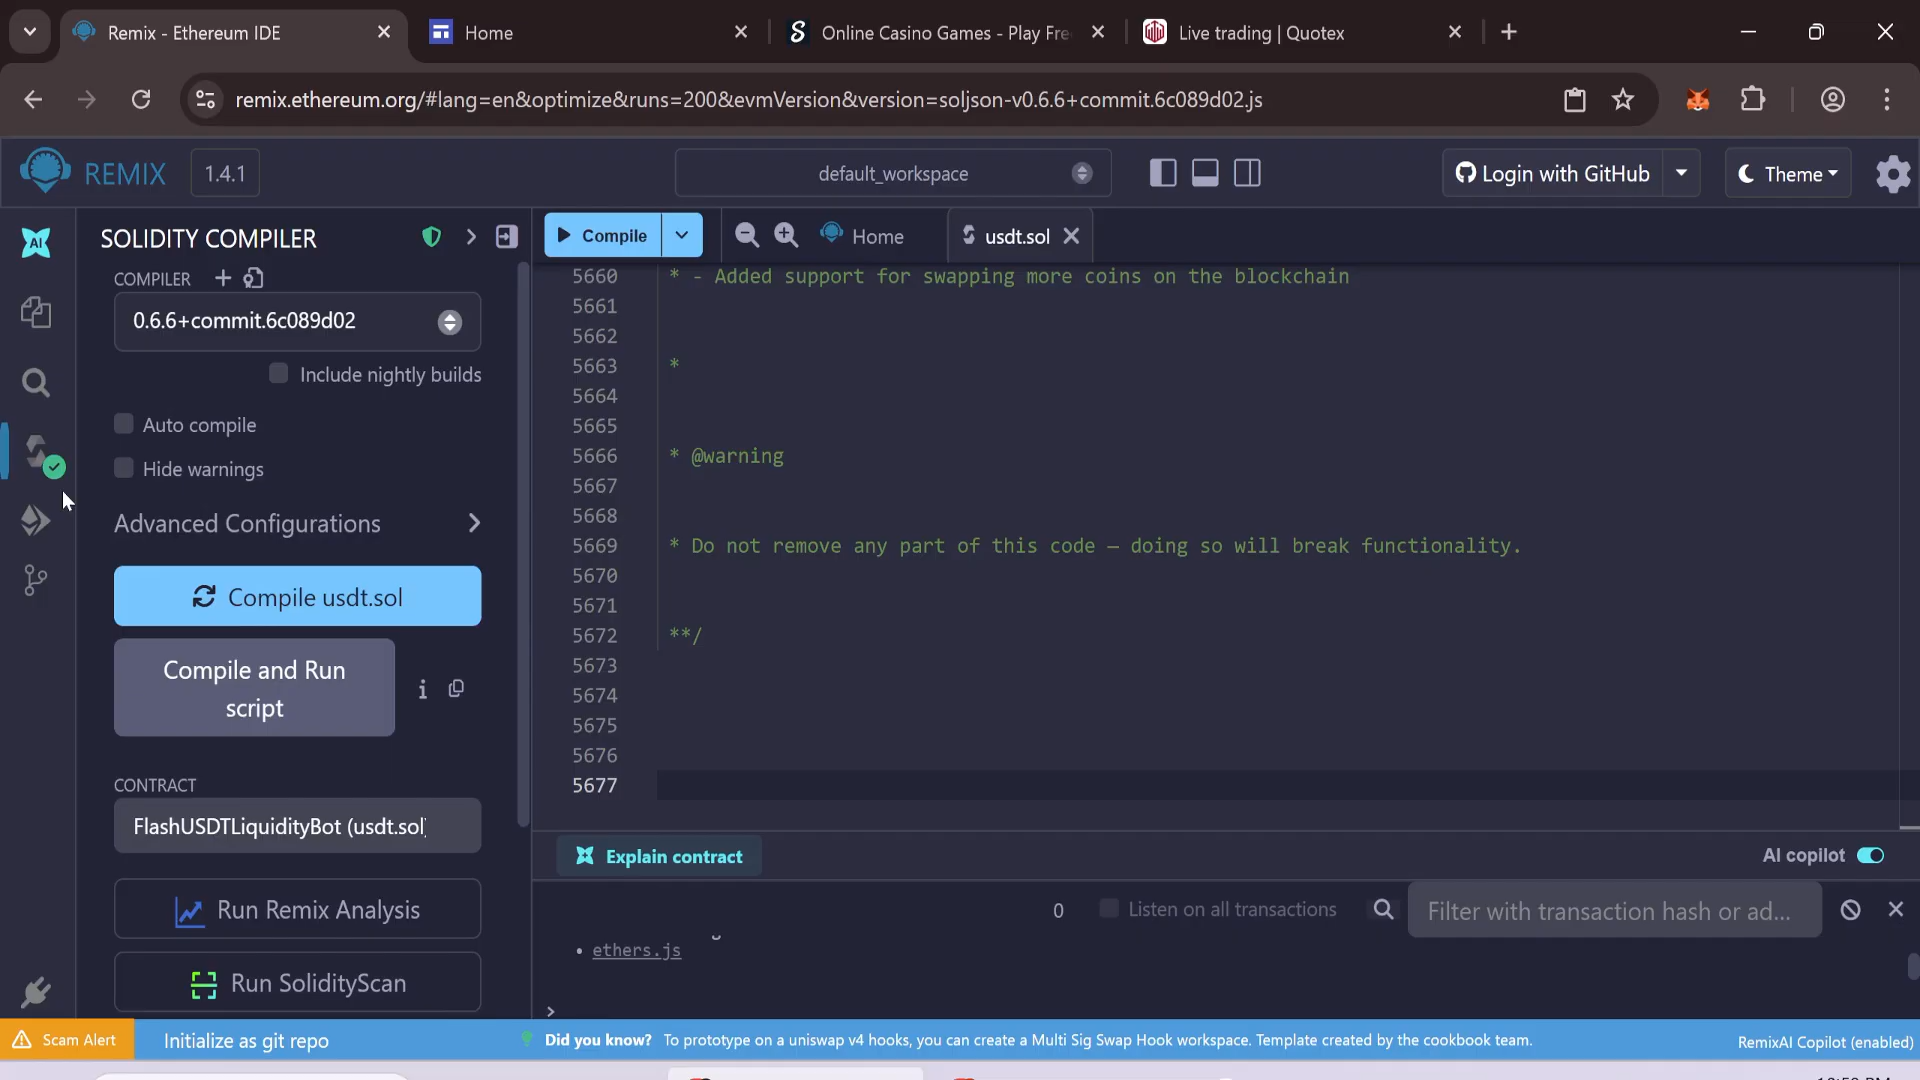 Remix - Ethereum IDE
Home
Online Casino Games - Play Fre
Live trading | Quotex
remix.ethereum.org/#lang=en&optimize&runs=200&evmVersion&version=soljson-v0.6.6+commit.6c089d02.js
REMIX
1.4.1
default_workspace
Login with GitHub
Theme
SOLIDITY COMPILER
Compile
Home
usdt.sol
AI
COMPILER
0.6.6+commit.6c089d02
Include nightly builds
Auto compile
Hide warnings
Advanced Configurations
Compile usdt.sol
Compile and Run
script
CONTRACT
FlashUSDTLiquidityBot (usdt.sol)
Run Remix Analysis
Run SolidityScan
5660 * - Added support for swapping more coins on the blockchain
5661
5662
5663 *
5664
5665
5666 * @warning
5667
5668
5669 * Do not remove any part of this code – doing so will break functionality.
5670
5671
5672 **/
5673
5674
5675
5676
5677
Explain contract
AI copilot
0
Listen on all transactions
Filter with transaction hash or ad...
• ethers.js
>
Scam Alert
Initialize as git repo
Did you know? To prototype on a uniswap v4 hooks, you can create a Multi Sig Swap Hook workspace. Template created by the cookbook team.
RemixAI Copilot (enabled)